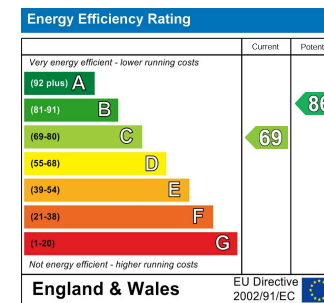 Energy Efficiency Rating
Current Potent
Very energy efficient - lower running costs
(92 plus) A
(81-91) B
86
(69-80) C
69
(55-68) D
(39-54) E
(21-38) F
(1-20) G
Not energy efficient - higher running costs
England & Wales
EU Directive
2002/91/EC